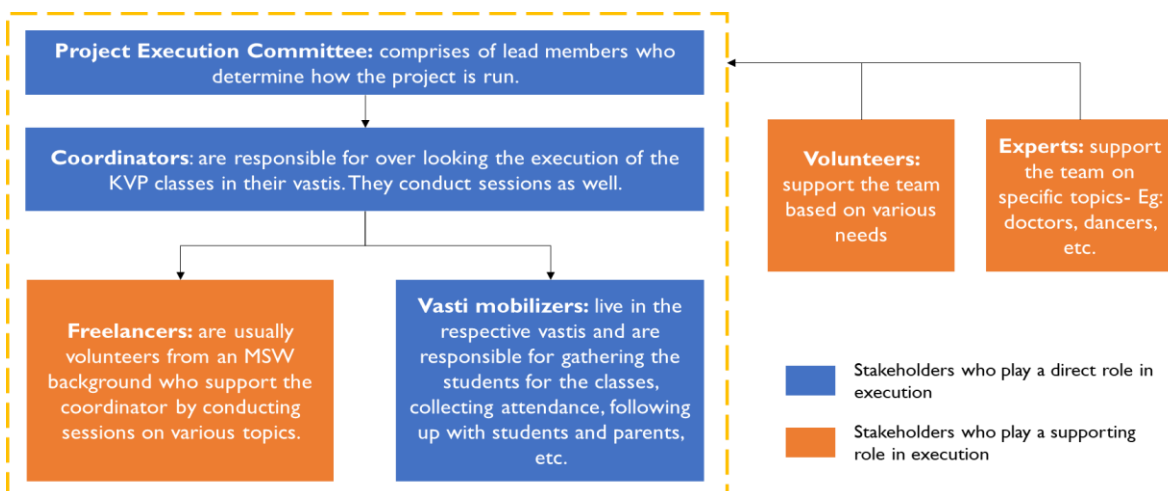 Project Execution Committee: comprises of lead members who
determine how the project is run.
Coordinators: are responsible for over looking the execution of the
KVP classes in their vastis. They conduct sessions as well.
Freelancers: are usually
volunteers from an MSW
background who support the
coordinator by conducting
sessions on various topics.
Vasti mobilizers: live in the
respective vastis and are
responsible for gathering the
students for the classes,
collecting attendance, following
up with students and parents,
etc.
Volunteers:
support the team
based on various
needs
Experts: support
the team on
specific topics- Eg:
doctors, dancers,
etc.
Stakeholders who play a direct role in
execution
Stakeholders who play a supporting
role in execution